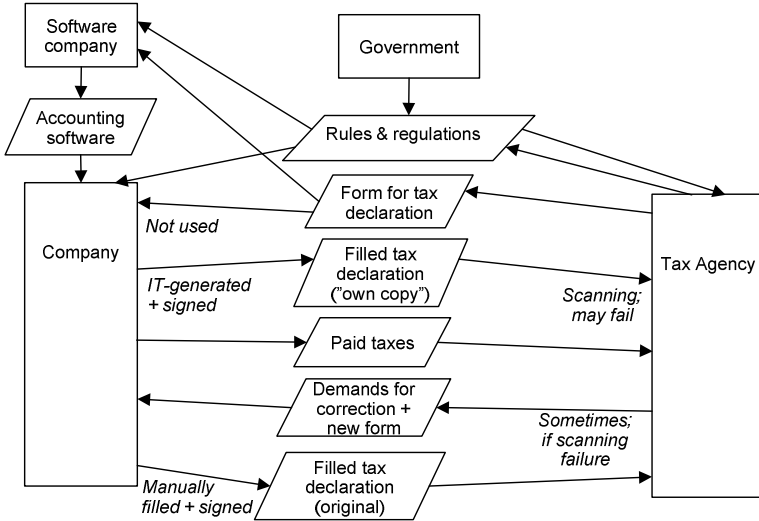 Software
company
Government
Accounting
software
Rules & regulations
Form for tax
declaration
Not used
Company
Tax Agency
Filled tax
declaration
("own copy")
IT-generated
+ signed
Scanning;
may fail
Paid taxes
Demands for
correction +
new form
Sometimes;
if scanning
failure
Filled tax
declaration
(original)
Manually
filled + signed